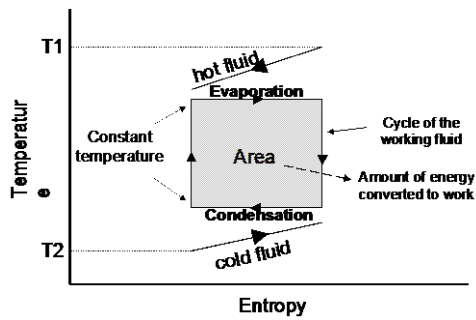 T1
hot fluid
Evaporation
Constant
temperature
Cycle of the
working fluid
Area
Amount of energy
converted to work
Temperatur
e
Condensation
T2
cold fluid
Entropy